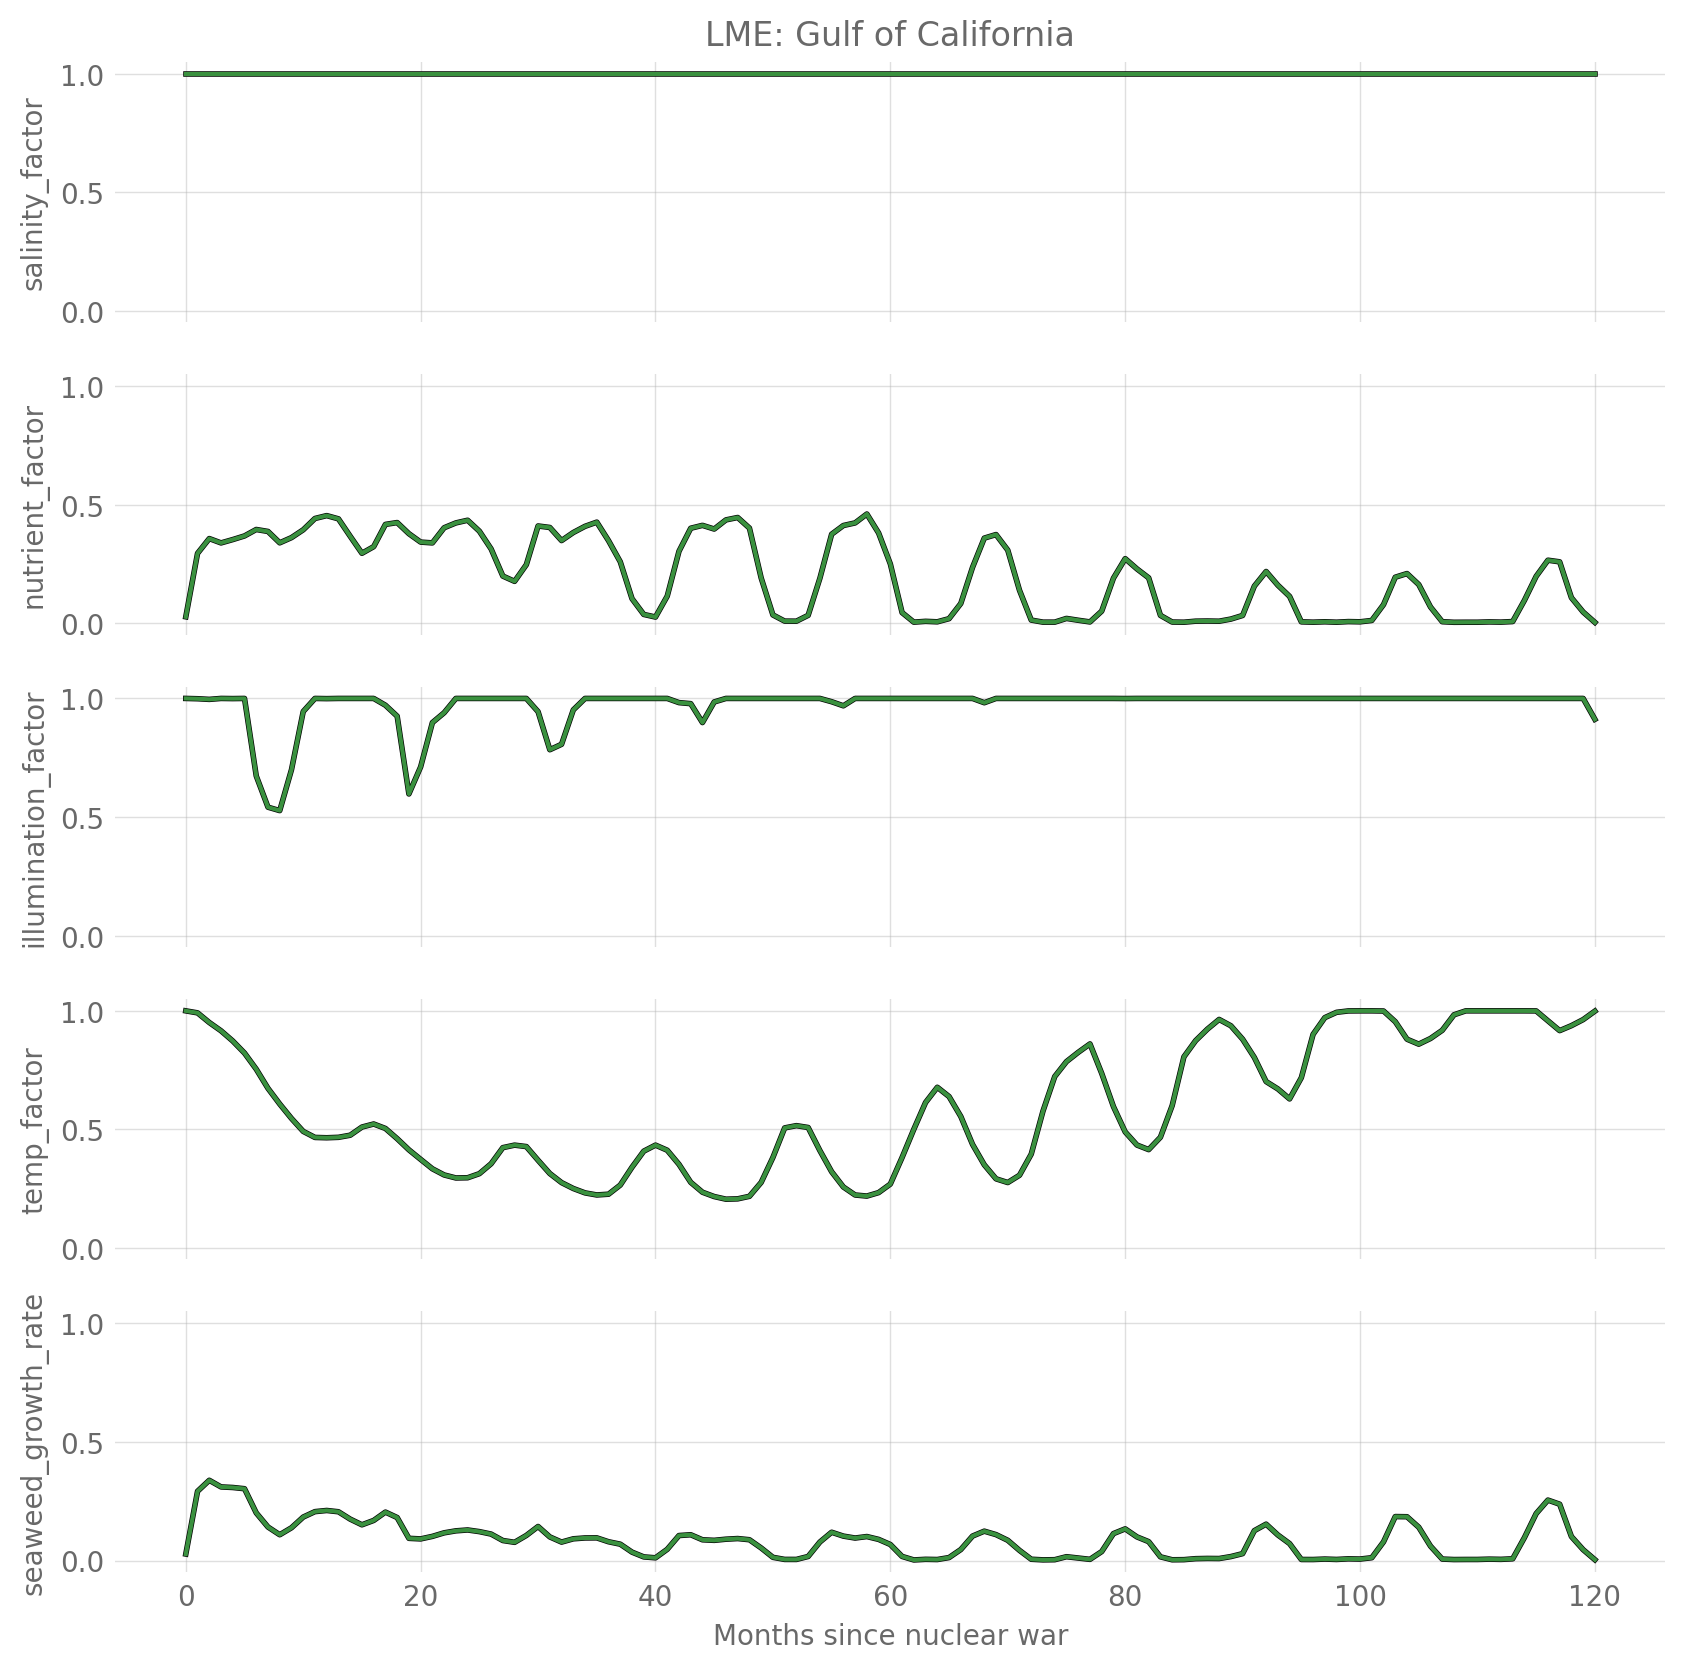 LME: Gulf of California
1.0
0.5
0.0
salinity_factor
1.0
0.5
0.0
nutrient_factor
1.0
0.5
0.0
illumination_factor
1.0
0.5
0.0
temp_factor
1.0
0.5
0.0
seaweed_growth_rate
0 20 40 60 80 100 120
Months since nuclear war